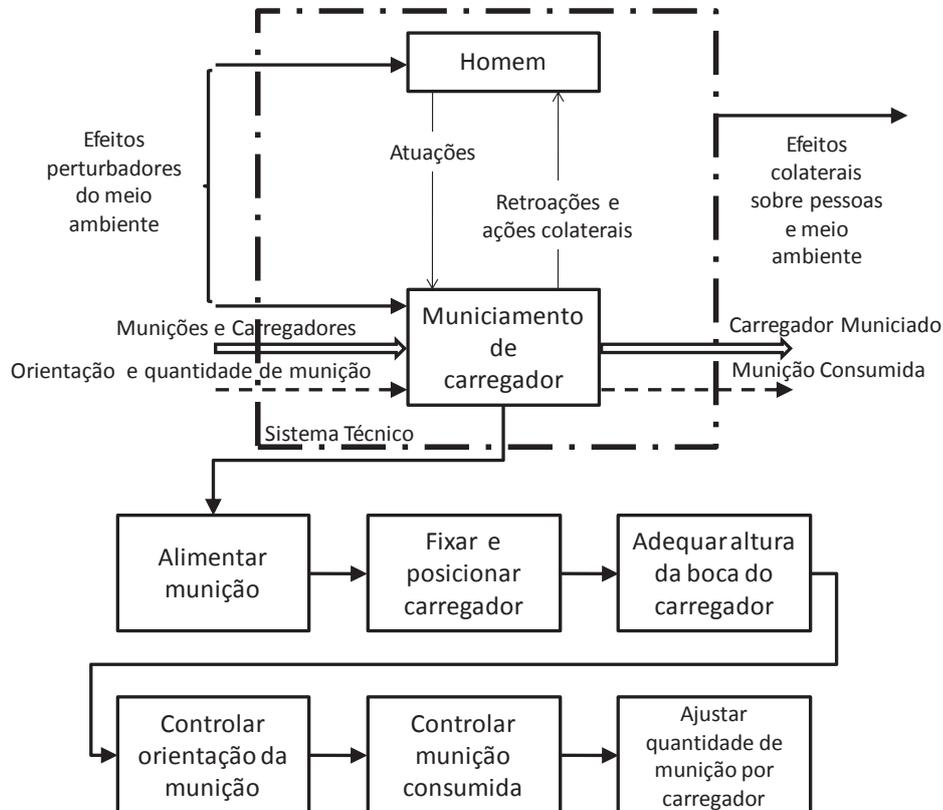 Homem
Efeitos
perturbadores
do meio
ambiente
Atuações
Retroações e
ações colaterais
Efeitos
colaterais
sobre pessoas
e meio
ambiente
Munições e Carregadores
Orientação e quantidade de munição
Municiamento
de
carregador
Carregador Municiado
Munição Consumida
Sistema Técnico
Alimentar
munição
Fixar e
posicionar
carregador
Adequar altura
da boca do
carregador
Controlar
orientação da
munição
Controlar
munição
consumida
Ajustar
quantidade de
munição por
carregador